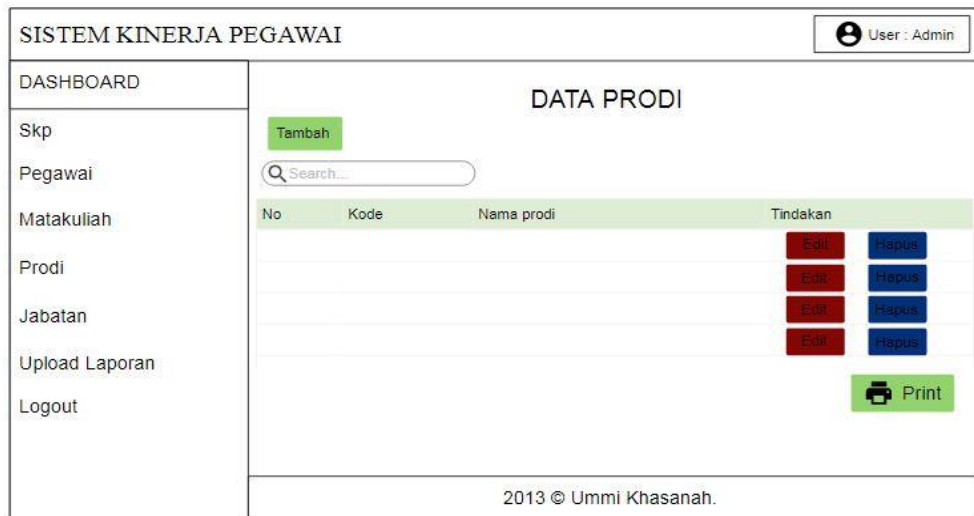 SISTEM KINERJA PEGAWAI
User : Admin
DASHBOARD
Skp
Pegawai
Matakuliah
Prodi
Jabatan
Upload Laporan
Logout
DATA PRODI
Tambah
Search...
No Kode Nama prodi Tindakan
Edit Hapus
Edit Hapus
Edit Hapus
Edit Hapus
Print
2013 © Ummi Khasanah.